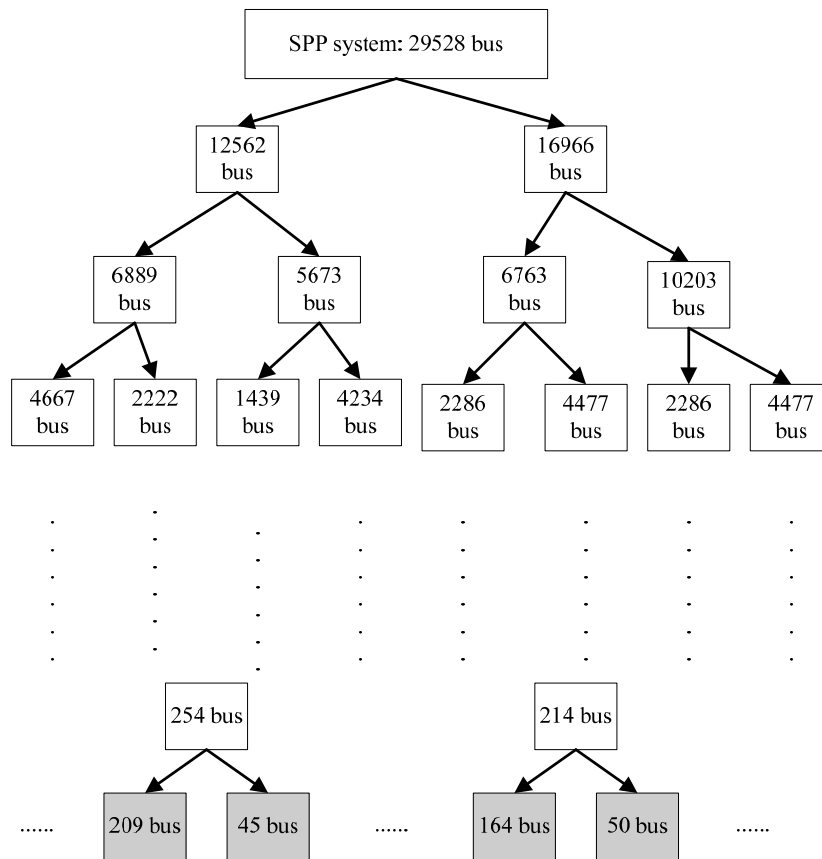 SPP system: 29528 bus
12562
bus
16966
bus
6889
bus
5673
bus
6763
bus
10203
bus
4667
bus
2222
bus
1439
bus
4234
bus
2286
bus
4477
bus
2286
bus
4477
bus
254 bus
214 bus
......
209 bus
45 bus
......
164 bus
50 bus
......